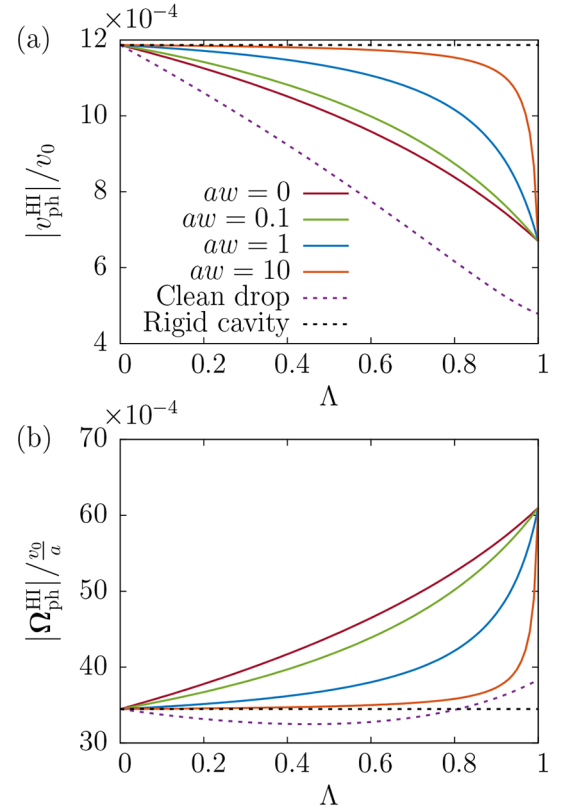 ×10⁻⁴
(a)
12
10
8
6
4
|v_ph^HI|/v₀
aw = 0
aw = 0.1
aw = 1
aw = 10
Clean drop
Rigid cavity
0 0.2 0.4 0.6 0.8 1
Λ
×10⁻⁴
(b)
70
60
50
40
30
|Ω_ph^HI|/ v₀/a
0 0.2 0.4 0.6 0.8 1
Λ